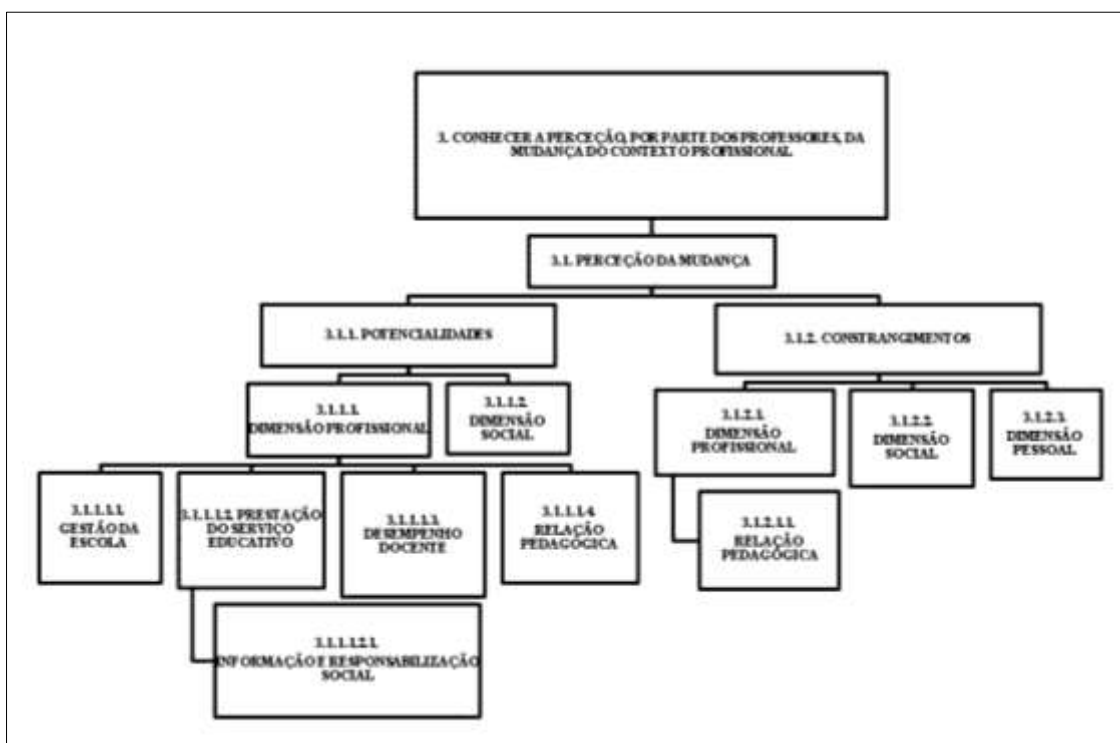 3. CONHECER A PERCEÇÃO, POR PARTE DOS PROFESSORES, DA
MUDANÇA DO CONTEXTO PROFISSIONAL
3.1. PERCEÇÃO DA MUDANÇA
3.1.1. POTENCIALIDADES
3.1.2. CONSTRANGIMENTOS
3.1.1.1.
DIMENSÃO PROFISSIONAL
3.1.1.2.
DIMENSÃO
SOCIAL
3.1.2.1.
DIMENSÃO
PROFISSIONAL
3.1.2.2.
DIMENSÃO
SOCIAL
3.1.2.3.
DIMENSÃO
PESSOAL
3.1.1.1.1.
GESTÃO DA
ESCOLA
3.1.1.1.2. PRESTAÇÃO
DO SERVIÇO
EDUCATIVO
3.1.1.1.3.
DESEMPENHO
DOCENTE
3.1.1.1.4.
RELAÇÃO
PEDAGÓGICA
3.1.2.1.1.
RELAÇÃO
PEDAGÓGICA
3.1.1.1.2.1.
INFORMAÇÃO E RESPONSABILIZAÇÃO
SOCIAL